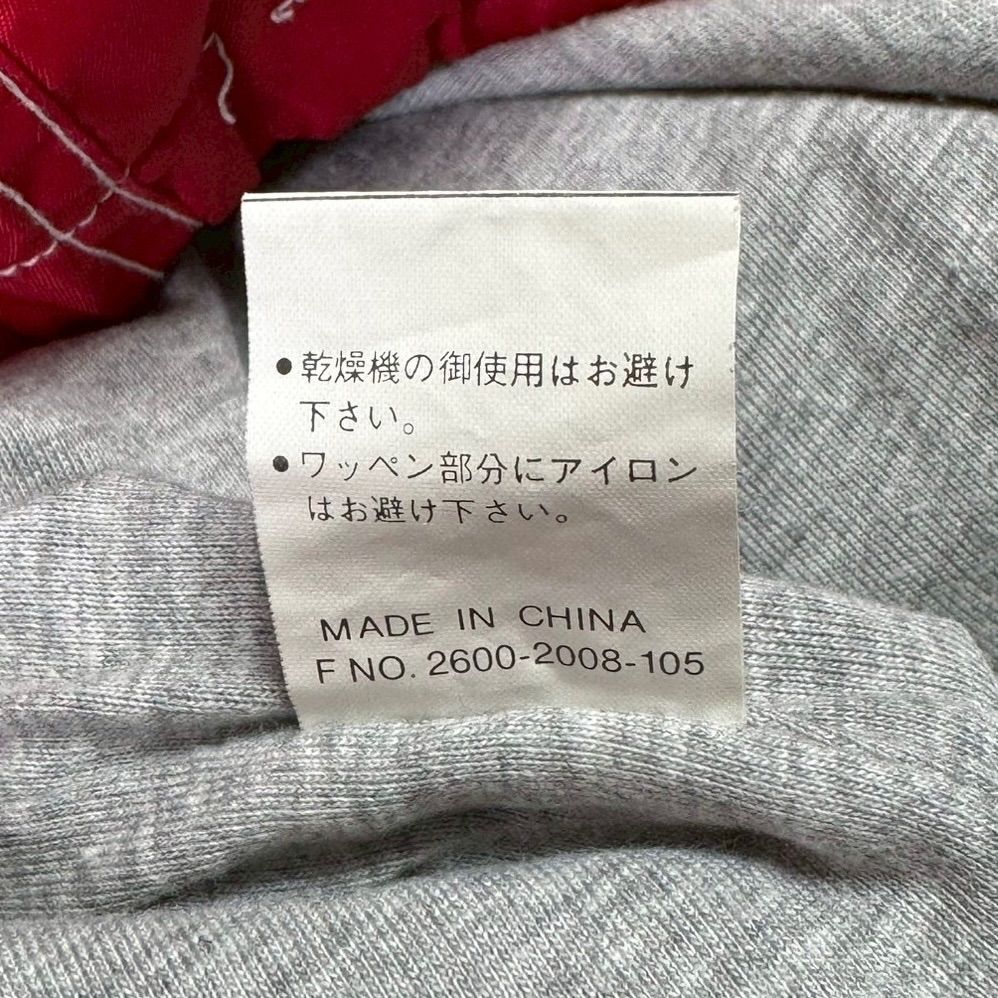 ●乾燥機の御使用はお避け
下さい。
●ワッペン部分にアイロン
はお避け下さい。
MADE IN CHINA
F NO. 2600-2008-105